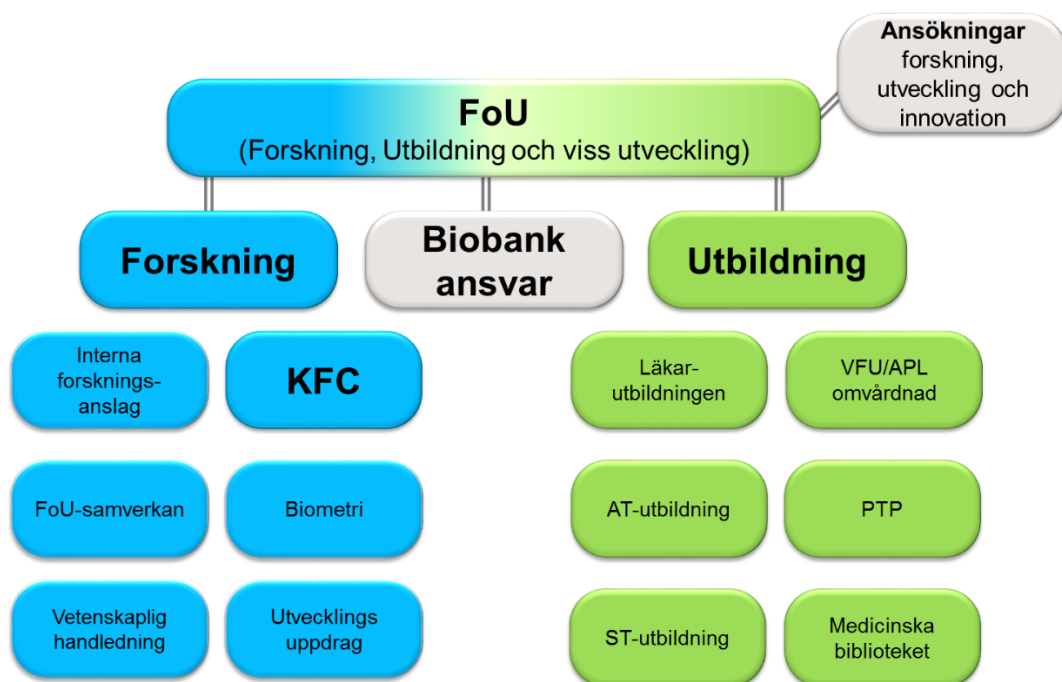 Ansökningar
forskning,
utveckling och
innovation
FoU
(Forskning, Utbildning och viss utveckling)
Forskning
Biobank
ansvar
Utbildning
Interna
forsknings-
anslag
KFC
Läkar-
utbildningen
VFU/APL
omvårdnad
FoU-samverkan
Biometri
AT-utbildning
PTP
Vetenskaplig
handledning
Utvecklings
uppdrag
ST-utbildning
Medicinska
biblioteket